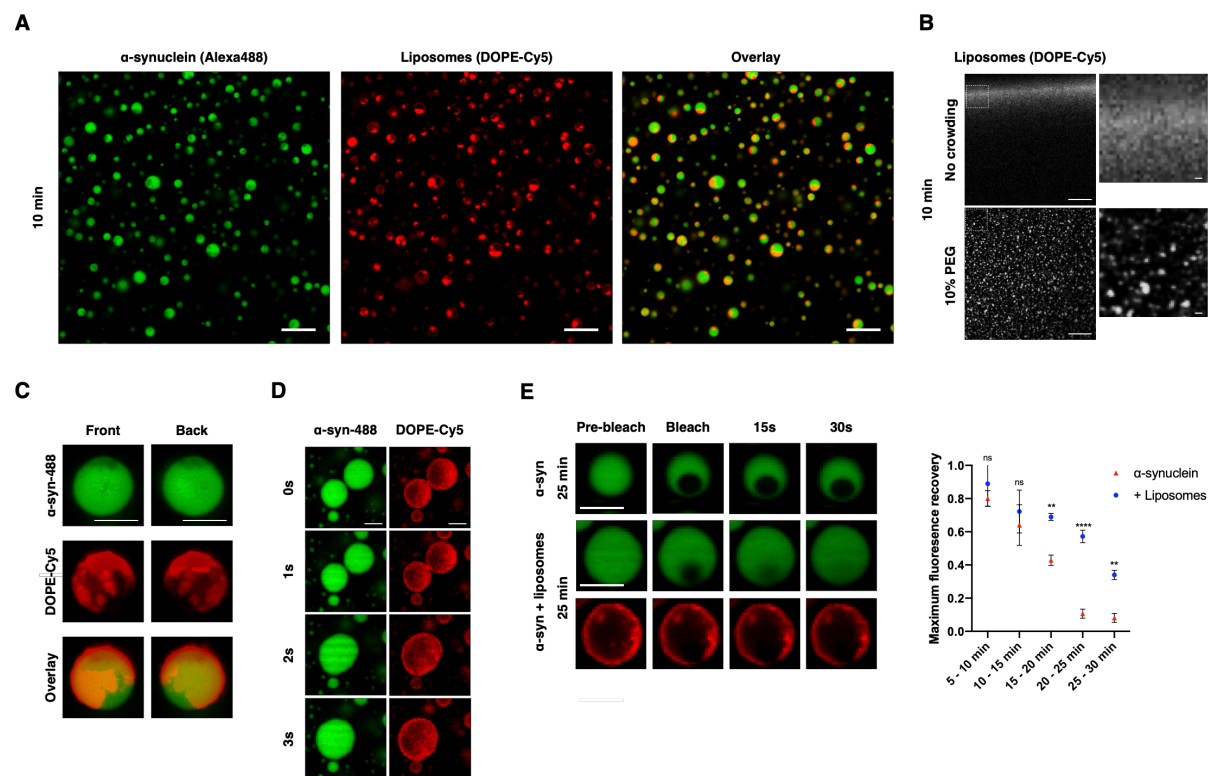 A
B
α-synuclein (Alexa488)
Liposomes (DOPE-Cy5)
Overlay
Liposomes (DOPE-Cy5)
10 min
10 min
No crowding
10% PEG
C
D
E
Front
Back
α-syn-488
DOPE-Cy5
Overlay
α-syn-488
DOPE-Cy5
0s
1s
2s
3s
Pre-bleach
Bleach
15s
30s
α-syn
25 min
α-syn + liposomes
25 min
Maximum fluoresence recovery
1.0
0.8
0.6
0.4
0.2
0.0
ns
ns
**
****
**
α-synuclein
+ Liposomes
5 - 10 min
10 - 15 min
15 - 20 min
20 - 25 min
25 - 30 min